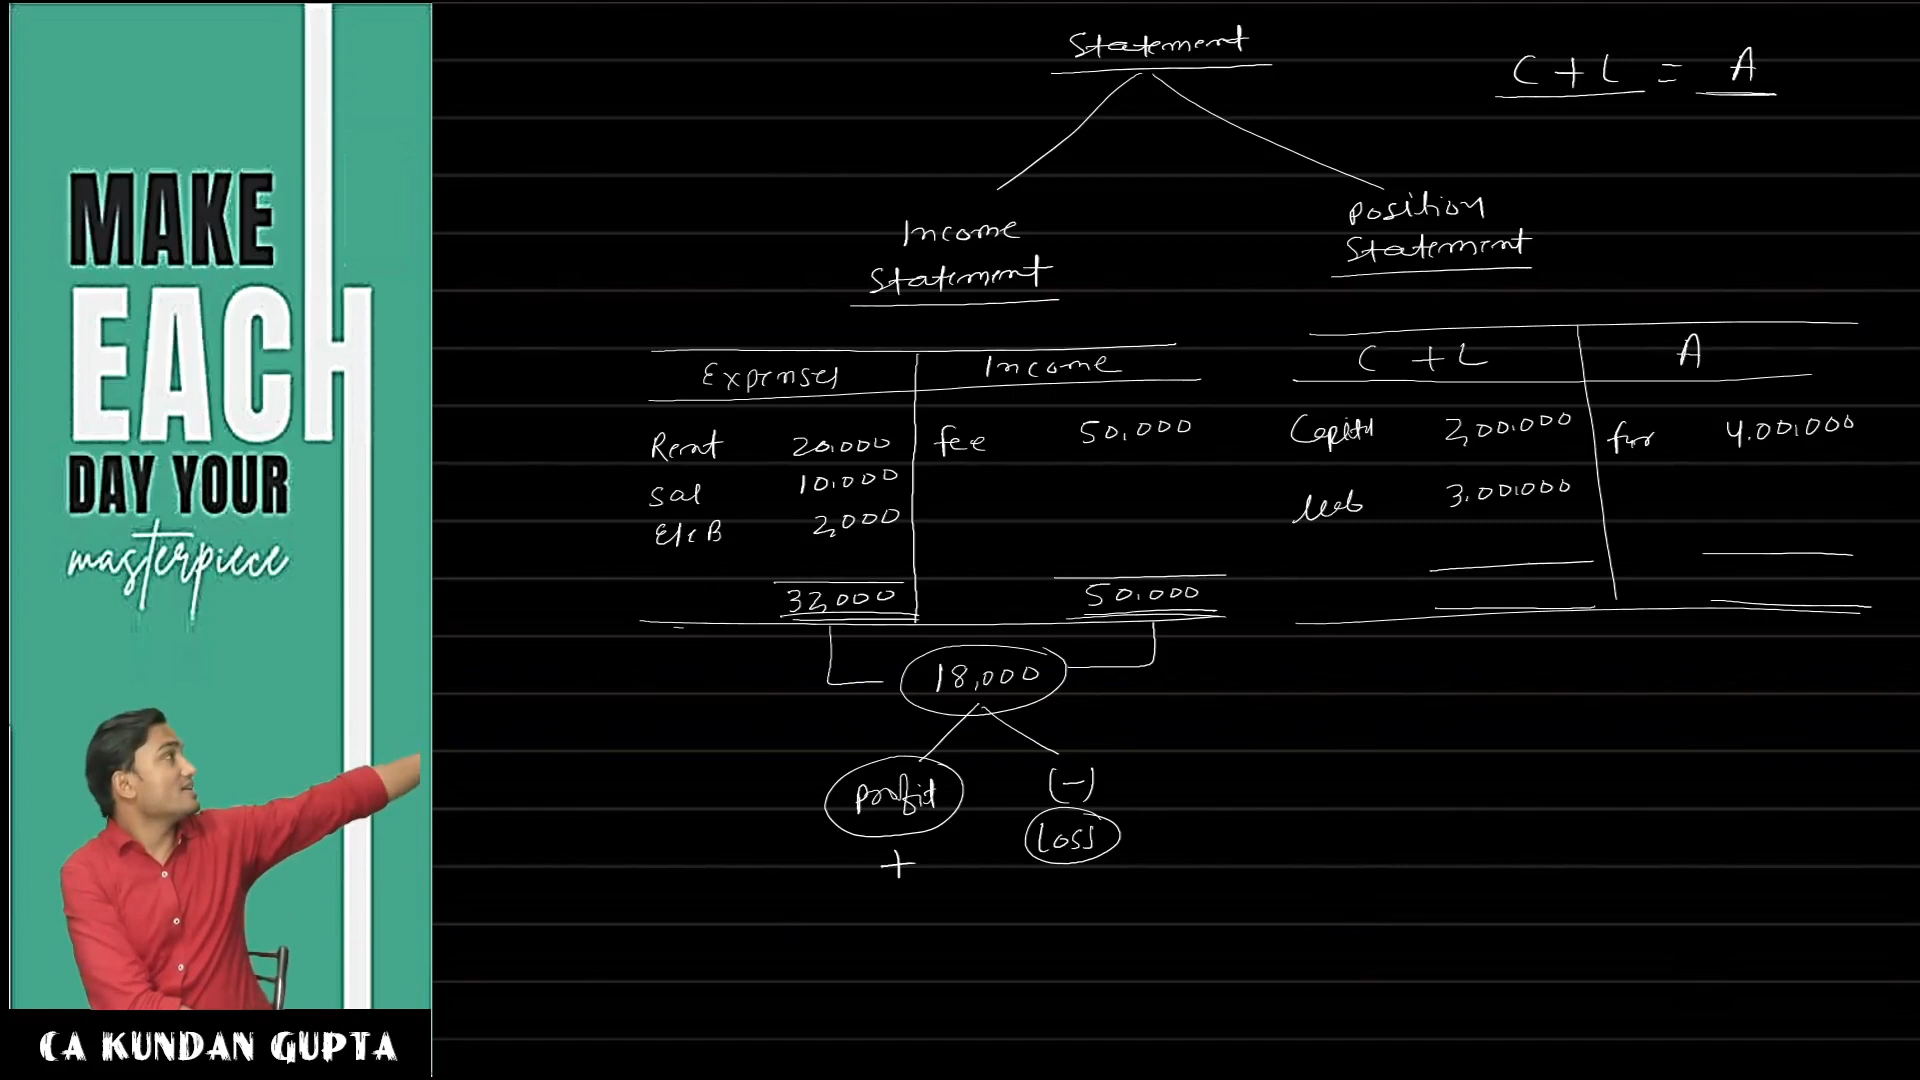 MAKE
EACH
DAY YOUR
masterpiece
CA KUNDAN GUPTA
Statement
C + L = A
Income
Statement
Position
Statement
Expenses Income
Rent 20,000 fee 50,000
Sal 10,000
2,000
32,000 50,000
18,000
Profit (-)
+ Loss
C + L A
Capital 2,00,000 fur 4,00,000
3,00,000